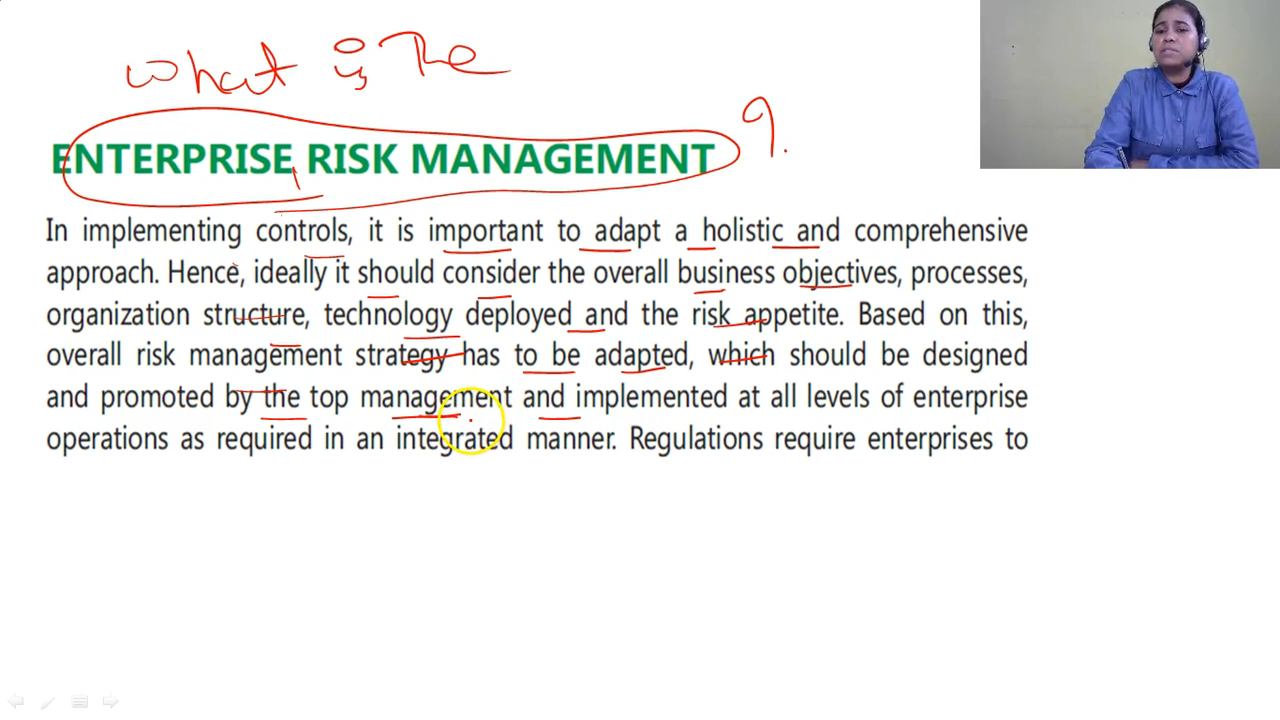 what is the
ENTERPRISE RISK MANAGEMENT ?
In implementing controls, it is important to adapt a holistic and comprehensive
approach. Hence, ideally it should consider the overall business objectives, processes,
organization structure, technology deployed and the risk appetite. Based on this,
overall risk management strategy has to be adapted, which should be designed
and promoted by the top management and implemented at all levels of enterprise
operations as required in an integrated manner. Regulations require enterprises to